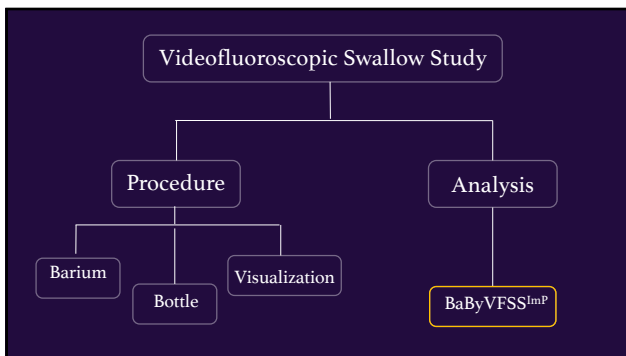 Videofluoroscopic Swallow Study
Procedure
Analysis
Barium
Bottle
Visualization
BaByVFSSᴵᵐᴾ